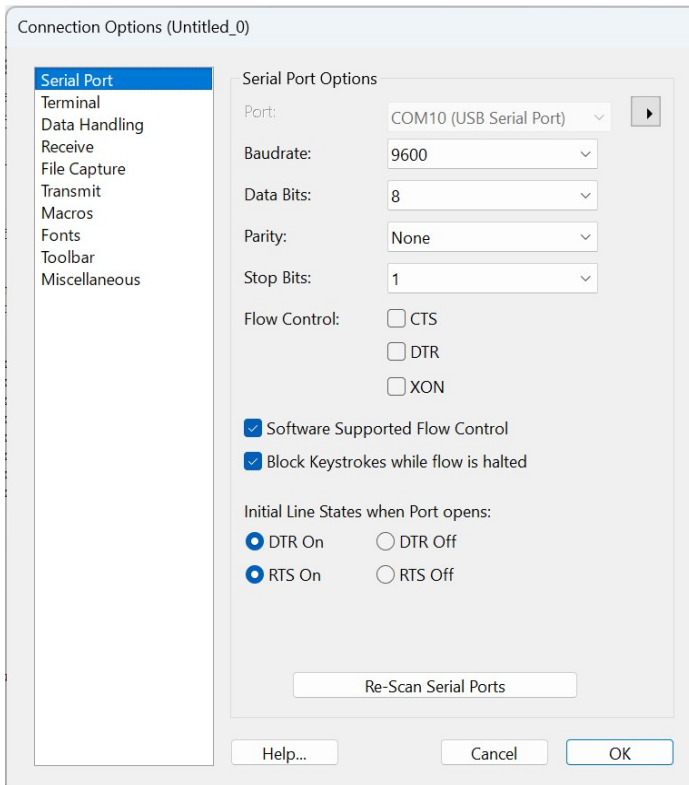 Connection Options (Untitled_0)
Serial Port
Terminal
Data Handling
Receive
File Capture
Transmit
Macros
Fonts
Toolbar
Miscellaneous
Serial Port Options
Port: COM10 (USB Serial Port)
Baudrate: 9600
Data Bits: 8
Parity: None
Stop Bits: 1
Flow Control: CTS
DTR
XON
Software Supported Flow Control
Block Keystrokes while flow is halted
Initial Line States when Port opens:
DTR On DTR Off
RTS On RTS Off
Re-Scan Serial Ports
Help... Cancel OK